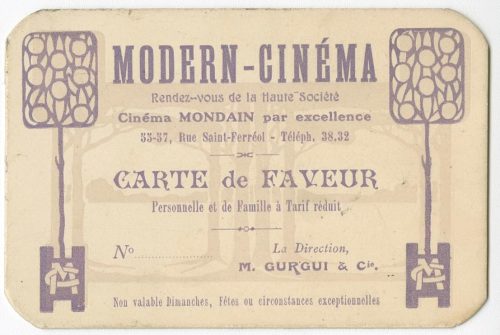 MODERN-CINÉMA
Rendez-vous de la Haute Société
Cinéma MONDAIN par excellence
55-57, Rue Saint-Ferréol - Téléph. 38.32
CARTE de FAVEUR
Personnelle et de Famille à Tarif réduit
No
La Direction,
M. GURGUI & Cie.
Non valable Dimanches, Fêtes ou circonstances exceptionnelles